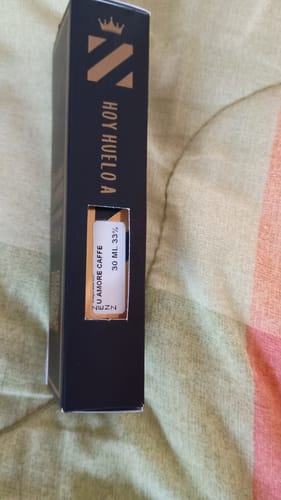 HOY HUELO A
U AMORE CAFFE
30 ML 33%